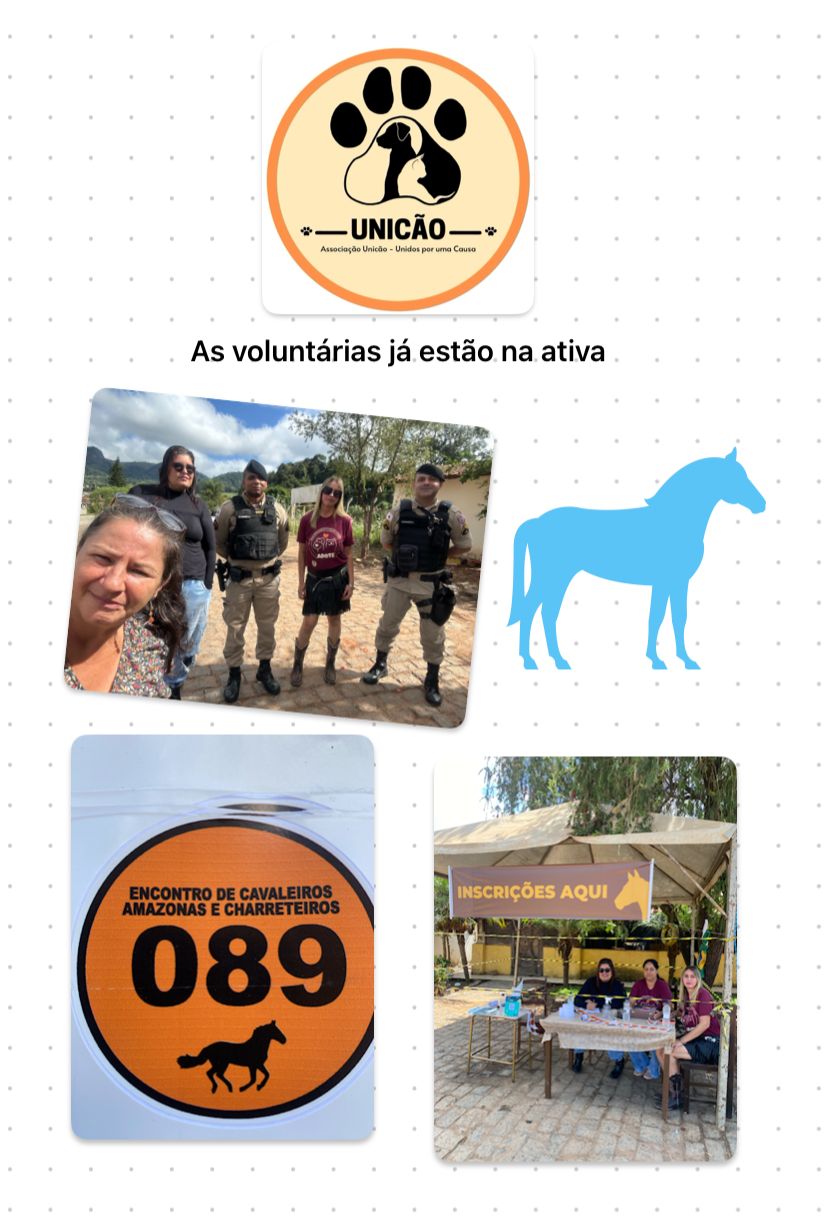 UNICÃO
Associação Unicão - Unidos por uma Causa
As voluntárias já estão na ativa
ADOTE
ENCONTRO DE CAVALEIROS
AMAZONAS E CHARRETEIROS
089
INSCRIÇÕES AQUI